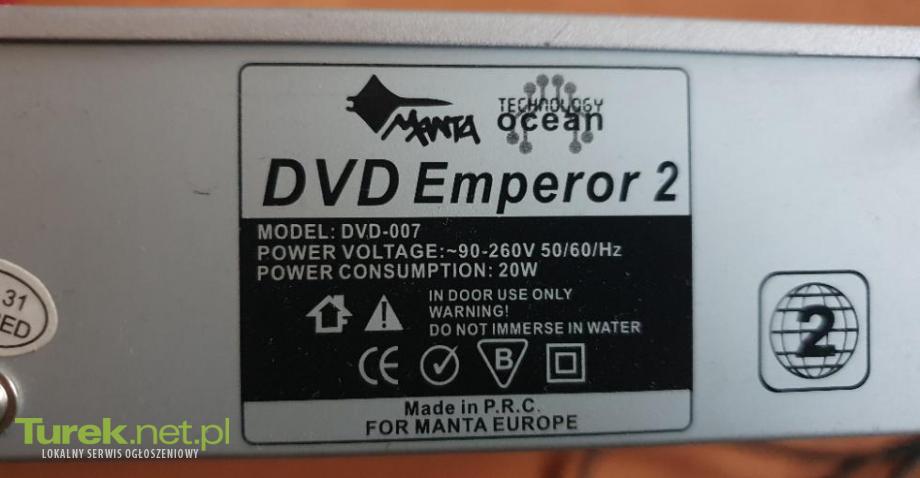 MANTA
TECHNOLOGY
ocean
DVD Emperor 2
MODEL: DVD-007
POWER VOLTAGE:~90-260V 50/60/Hz
POWER CONSUMPTION: 20W
IN DOOR USE ONLY
WARNING!
DO NOT IMMERSE IN WATER
CE
B
Made in P.R.C.
FOR MANTA EUROPE
31
ED
2
Turek.net.pl
LOKALNY SERWIS OGŁOSZENIOWY